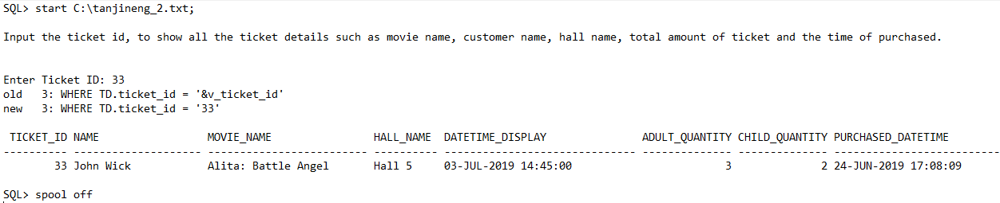 SQL> start C:\tanjineng_2.txt;
Input the ticket id, to show all the ticket details such as movie name, customer name, hall name, total amount of ticket and the time of purchased.
Enter Ticket ID: 33
old   3: WHERE TD.ticket_id = '&v_ticket_id'
new   3: WHERE TD.ticket_id = '33'
 TICKET_ID NAME                 MOVIE_NAME                HALL_NAME  DATETIME_DISPLAY               ADULT_QUANTITY CHILD_QUANTITY PURCHASED_DATETIME
---------- -------------------- ------------------------- ---------- ------------------------------ -------------- -------------- --------------------------
        33 John Wick            Alita: Battle Angel       Hall 5     03-JUL-2019 14:45:00                        3              2 24-JUN-2019 17:08:09
SQL> spool off